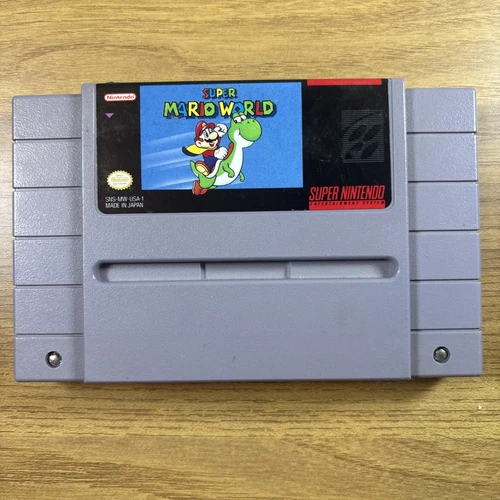 Nintendo
SUPER
MARIO WORLD
SNS-MW-USA-1
MADE IN JAPAN
SUPER NINTENDO
ENTERTAINMENT SYSTEM